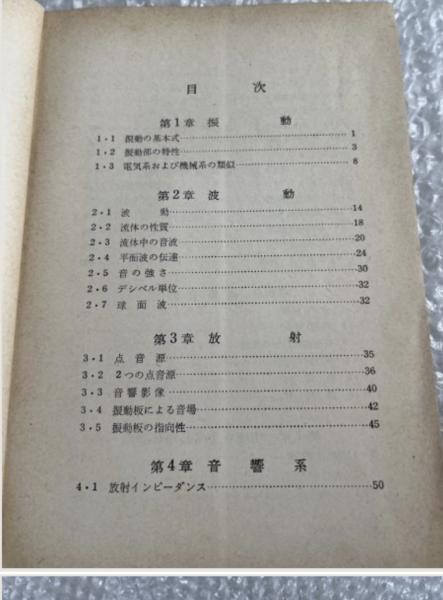 目次
第1章 振動
1・1 振動の基本式 1
1・2 振動部の特性 3
1・3 電気系および機械系の類似 8
第2章 波動
2・1 波動 14
2・2 流体の性質 18
2・3 流体中の音波 20
2・4 平面波の伝達 24
2・5 音の強さ 30
2・6 デシベル単位 32
2・7 球面波 32
第3章 放射
3・1 点音源 35
3・2 2つの点音源 36
3・3 音響影像 40
3・4 振動板による音場 42
3・5 振動板の指向性 45
第4章 音響系
4・1 放射インピーダンス 50